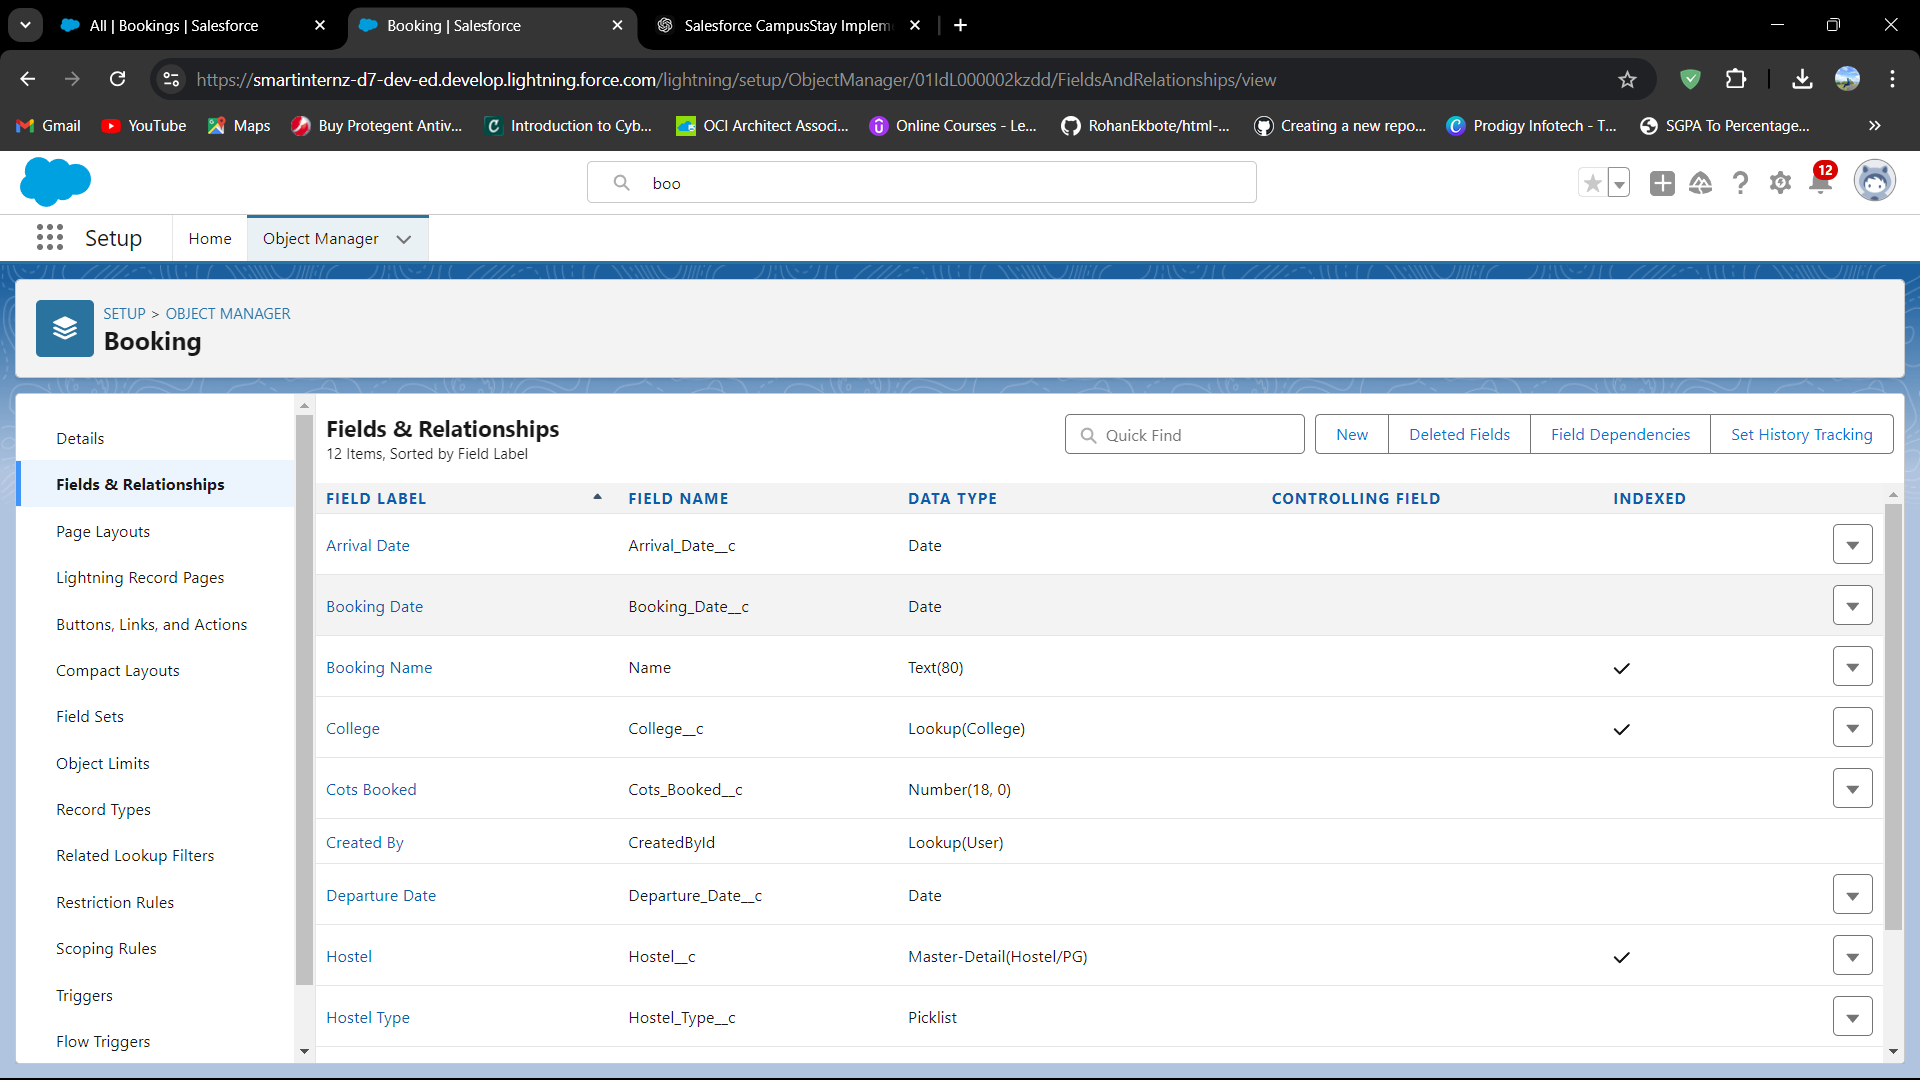 All | Bookings | Salesforce
Booking | Salesforce
Salesforce CampusStay Implem
https://smartinternz-d7-dev-ed.develop.lightning.force.com/lightning/setup/ObjectManager/01IdL000002kzdd/FieldsAndRelationships/view
Gmail
YouTube
Maps
Buy Protegent Antiv...
Introduction to Cyb...
OCI Architect Associ...
Online Courses - Le...
RohanEkbote/html-...
Creating a new repo...
Prodigy Infotech - T...
SGPA To Percentage...
boo
12
Setup
Home
Object Manager
SETUP > OBJECT MANAGER
Booking
Details
Fields & Relationships
Page Layouts
Lightning Record Pages
Buttons, Links, and Actions
Compact Layouts
Field Sets
Object Limits
Record Types
Related Lookup Filters
Restriction Rules
Scoping Rules
Triggers
Flow Triggers
Fields & Relationships
12 Items, Sorted by Field Label
Quick Find
New
Deleted Fields
Field Dependencies
Set History Tracking
FIELD LABEL FIELD NAME DATA TYPE CONTROLLING FIELD INDEXED
Arrival Date Arrival_Date__c Date
Booking Date Booking_Date__c Date
Booking Name Name Text(80)
College College__c Lookup(College)
Cots Booked Cots_Booked__c Number(18, 0)
Created By CreatedById Lookup(User)
Departure Date Departure_Date__c Date
Hostel Hostel__c Master-Detail(Hostel/PG)
Hostel Type Hostel_Type__c Picklist